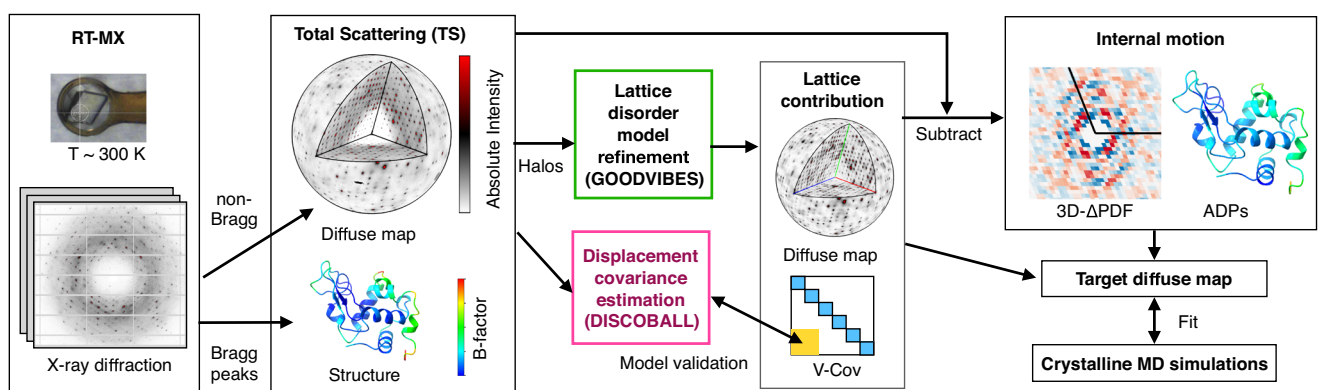 RT-MX
T ~ 300 K
X-ray diffraction
non-
Bragg
Bragg
peaks
Total Scattering (TS)
Absolute Intensity
Diffuse map
B-factor
Structure
Halos
Lattice
disorder
model
refinement
(GOODVIBES)
Displacement
covariance
estimation
(DISCOBALL)
Model validation
Lattice
contribution
Diffuse map
V-Cov
Subtract
Internal motion
3D-ΔPDF
ADPs
Target diffuse map
Fit
Crystalline MD simulations